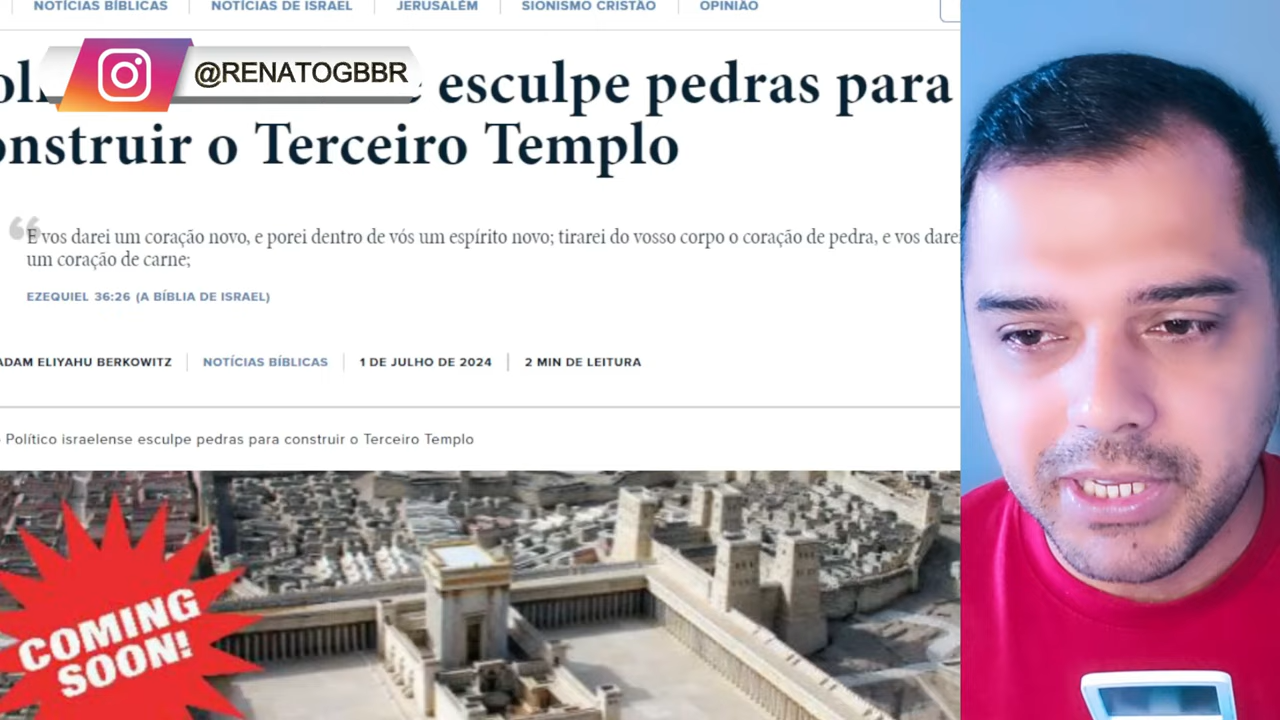 NOTÍCIAS BÍBLICAS NOTÍCIAS DE ISRAEL JERUSALÉM SIONISMO CRISTÃO OPINIÃO
@RENATOGBBR
esculpe pedras para
onstruir o Terceiro Templo
E vos darei um coração novo, e porei dentro de vós um espírito novo; tirarei do vosso corpo o coração de pedra, e vos dare
um coração de carne;
EZEQUIEL 36:26 (A BÍBLIA DE ISRAEL)
ADAM ELIYAHU BERKOWITZ NOTÍCIAS BÍBLICAS 1 DE JULHO DE 2024 2 MIN DE LEITURA
Político israelense esculpe pedras para construir o Terceiro Templo
COMING
SOON!